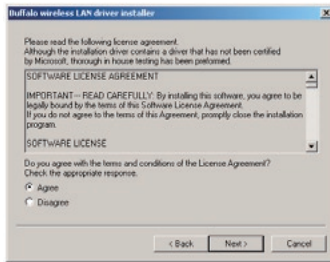 Buffalo wireless LAN driver installer
Please read the following license agreement.
Although the installation driver contains a driver that has not been certified
by Microsoft, thorough in house testing has been preformed.
SOFTWARE LICENSE AGREEMENT
IMPORTANT-- READ CAREFULLY: By installing this software, you agree to be
legally bound by the terms of this Software License Agreement.
If you do not agree to the terms of this Agreement, promptly close the installation
program.
SOFTWARE LICENSE
Do you agree with the terms and conditions of the License Agreement?
Check the appropriate response.
Agree
Disagree
< Back Next > Cancel